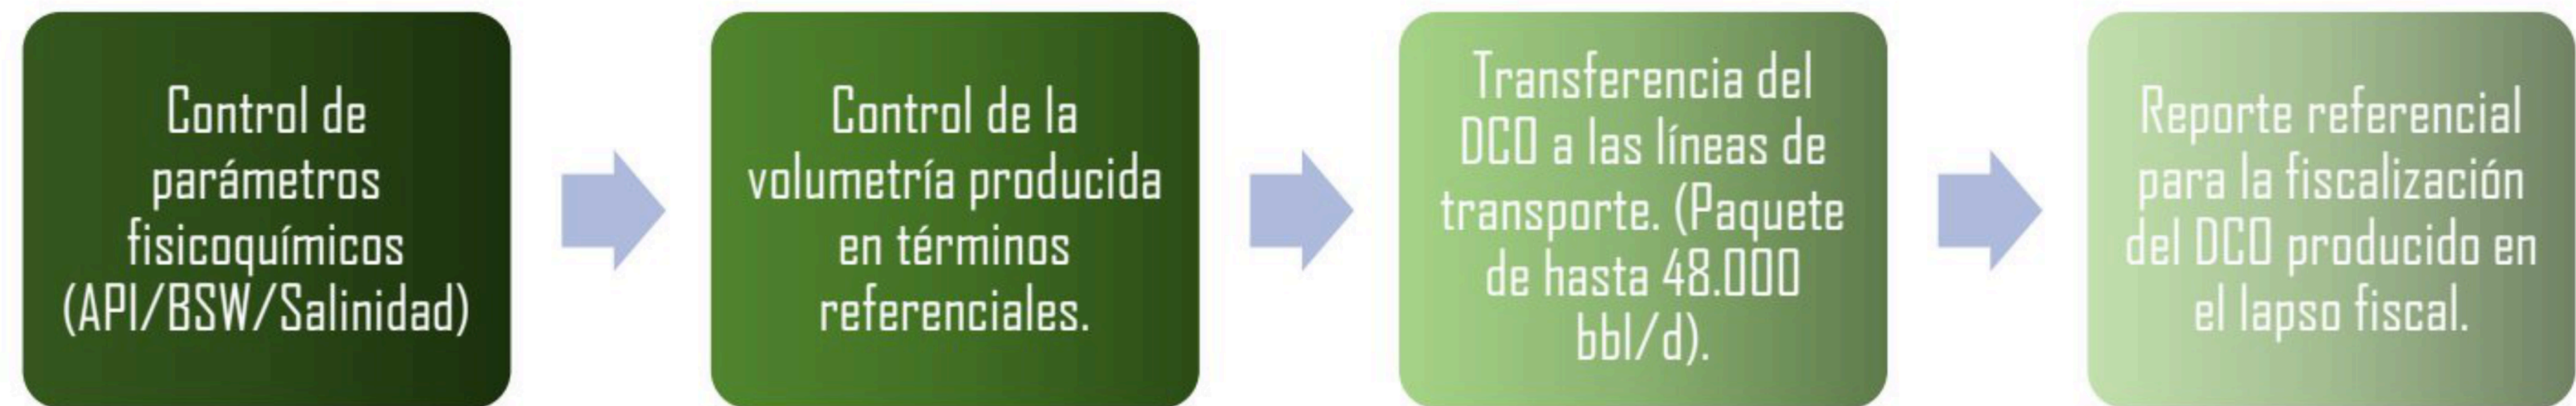 Control de
parámetros
fisicoquímicos
(API/BSW/Salinidad)
Control de la
volumetría producida
en términos
referenciales.
Transferencia del
DCO a las líneas de
transporte. (Paquete
de hasta 48.000
bbl/d).
Reporte referencial
para la fiscalización
del DCO producido en
el lapso fiscal.